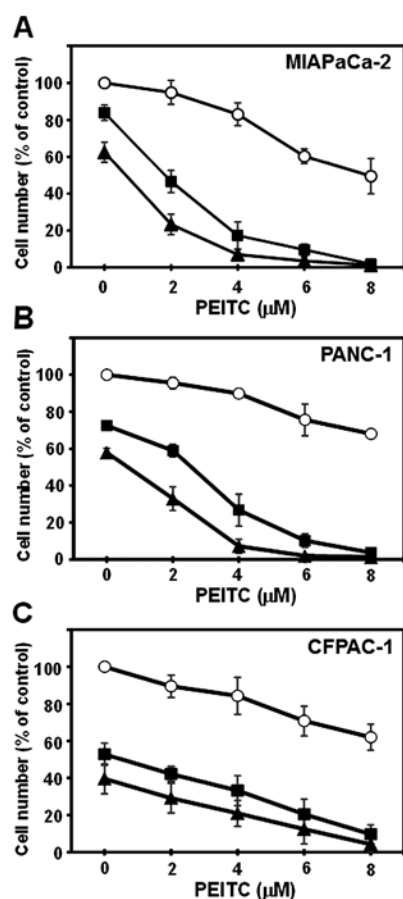 A
MIAPaCa-2
Cell number (% of control)
100
80
60
40
20
0
0 2 4 6 8
PEITC (μM)
B
PANC-1
Cell number (% of control)
100
80
60
40
20
0
0 2 4 6 8
PEITC (μM)
C
CFPAC-1
Cell number (% of control)
100
80
60
40
20
0
0 2 4 6 8
PEITC (μM)